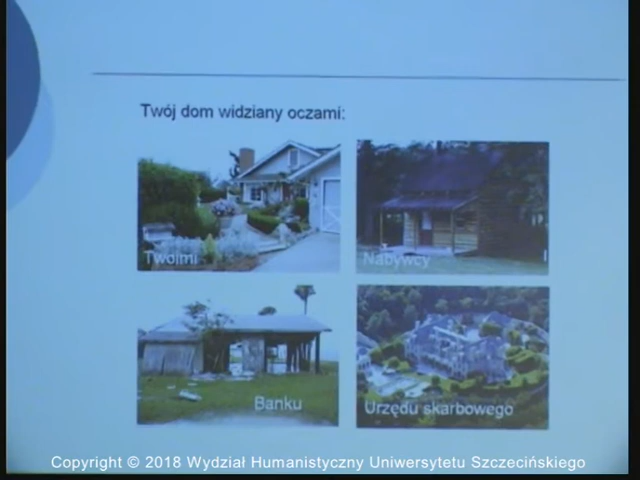 Twój dom widziany oczami:
Twoimi
Nabywcy
Banku
Urzędu skarbowego
Copyright © 2018 Wydział Humanistyczny Uniwersytetu Szczecińskiego